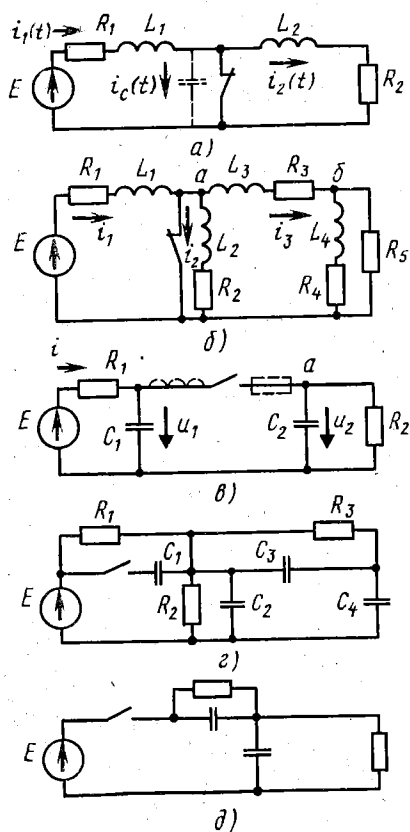 i₁(t) R₁ L₁ L₂
E i_c(t) i₂(t) R₂
а)
R₁ L₁ а L₃ R₃ б
E i₁ i₂ L₂ i₃ L₄ R₅
R₂ R₄
б)
i R₁ а
E C₁ u₁ C₂ u₂ R₂
в)
R₁ R₃
C₁ C₃
E R₂ C₂ C₄
г)
E
д)